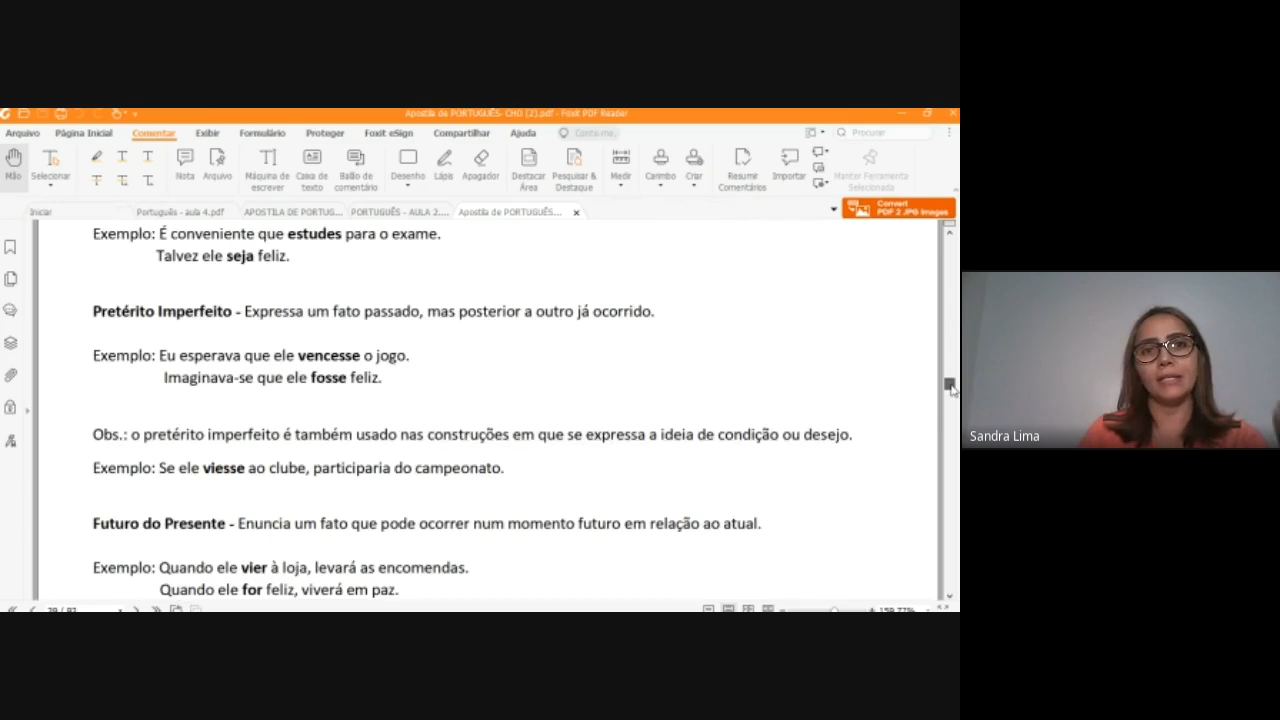 Apostila de PORTUGUÊS- CHO (2).pdf - Foxit PDF Reader
Arquivo Página Inicial Comentar Exibir Formulário Proteger Foxit eSign Compartilhar Ajuda Conte-me. Procurar
Mão Selecionar Nota Arquivo Máquina de escrever Caixa de texto Balão de comentário Desenho Lápis Apagador Destacar Área Pesquisar & Destaque Medir Carimbo Criar Resumir Comentários Importar Manter Ferramenta Selecionada
Iniciar Português - aula 4.pdf APOSTILA DE PORTUG... PORTUGUÊS - AULA 2.... Apostila de PORTUGUÊS... Convert PDF 2 JPG Images
Exemplo: É conveniente que estudes para o exame.
Talvez ele seja feliz.
Pretérito Imperfeito - Expressa um fato passado, mas posterior a outro já ocorrido.
Exemplo: Eu esperava que ele vencesse o jogo.
Imaginava-se que ele fosse feliz.
Obs.: o pretérito imperfeito é também usado nas construções em que se expressa a ideia de condição ou desejo.
Exemplo: Se ele viesse ao clube, participaria do campeonato.
Futuro do Presente - Enuncia um fato que pode ocorrer num momento futuro em relação ao atual.
Exemplo: Quando ele vier à loja, levará as encomendas.
Quando ele for feliz, viverá em paz.
Sandra Lima